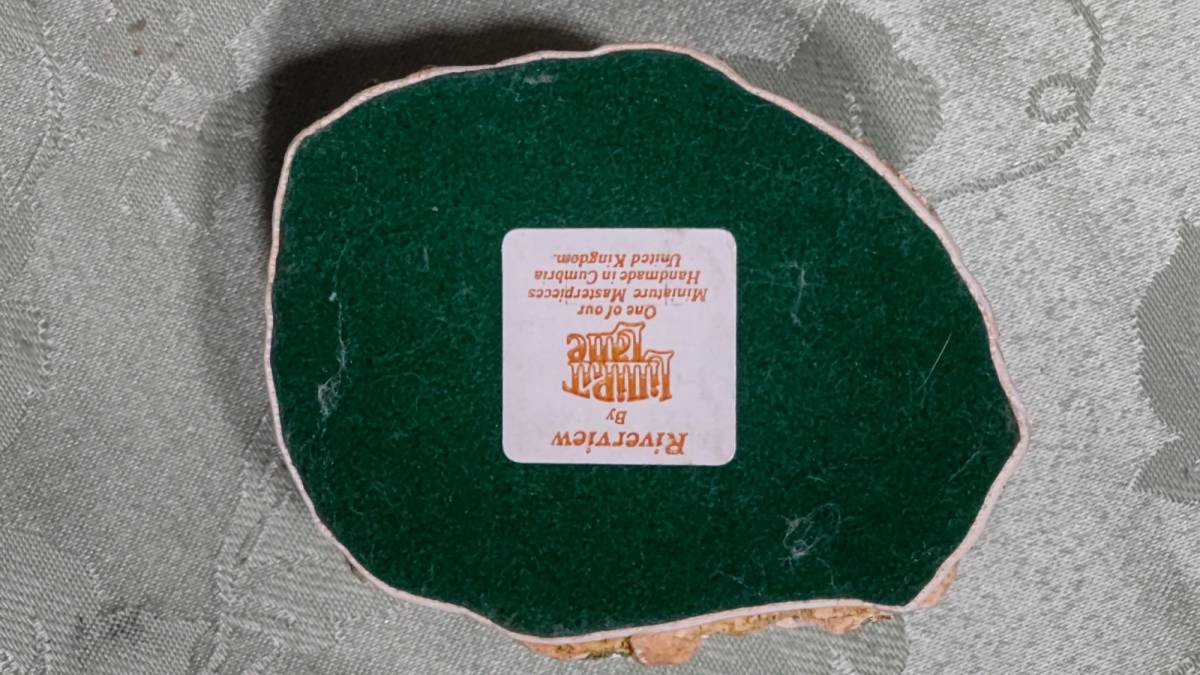 Riverview
By
LILLIPUT
LANE
One of our
Miniature Masterpieces
Handmade in Cumbria
United Kingdom.